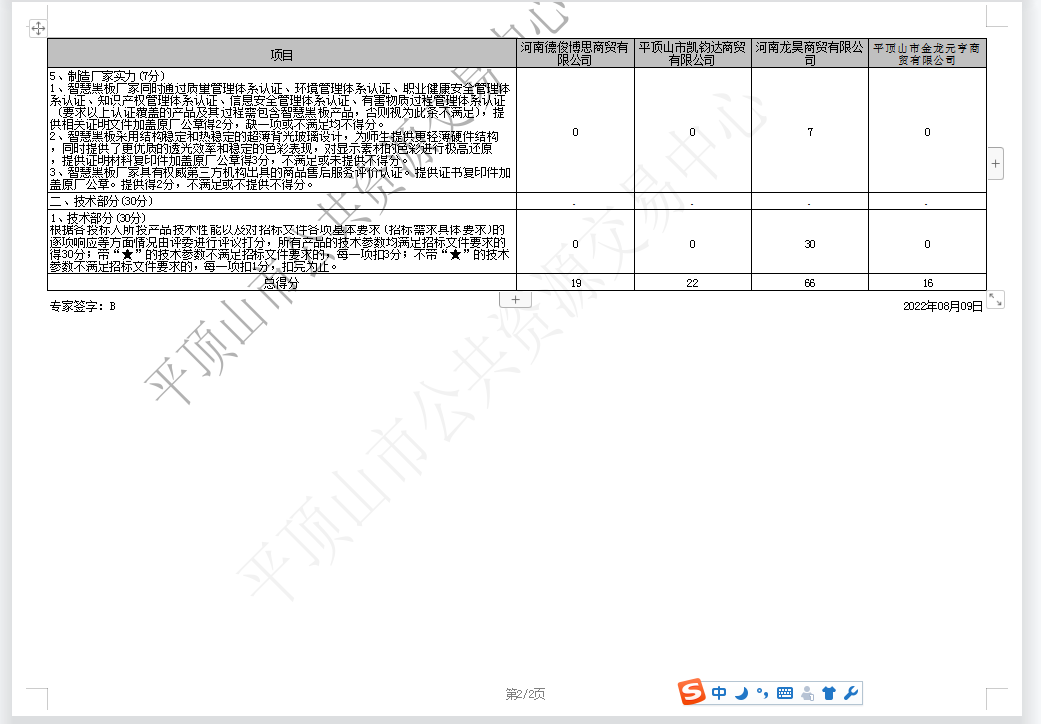 项目
河南德俊博思商贸有
限公司
平顶山市凯钧达商贸
有限公司
河南龙昊商贸有限公
司
平顶山市金龙元亨商
贸有限公司
5、制造厂家实力(7分)
1、智慧黑板厂家同时通过质量管理体系认证、环境管理体系认证、职业健康安全管理体
系认证、知识产权管理体系认证、信息安全管理体系认证、有害物质过程管理体系认证
（要求以上认证覆盖的产品及其过程需包含智慧黑板产品，否则视为此条不满足），提
供相关证明文件加盖原厂公章得2分，缺一项或不满足均不得分。
2、智慧黑板采用结构稳定和热稳定的超薄背光玻璃设计，为师生提供更轻薄硬件结构
，同时提供了更优质的透光效率和稳定的色彩表现，对显示素材的色彩进行极高还原
，提供证明材料复印件加盖原厂公章得3分，不满足或未提供不得分。
3、智慧黑板厂家具有权威第三方机构出具的商品售后服务评价认证。提供证书复印件加
盖原厂公章。提供得2分，不满足或不提供不得分。
0
0
7
0
二、技术部分(30分)
-
-
-
-
1、技术部分(30分)
根据各投标人所投产品技术性能以及对招标文件各项基本要求(招标需求具体要求)的
逐项响应等方面情况由评委进行评议打分，所有产品的技术参数均满足招标文件要求的
得30分；带“★”的技术参数不满足招标文件要求的，每一项扣3分；不带“★”的技术
参数不满足招标文件要求的，每一项扣1分，扣完为止。
0
0
30
0
总得分
19
22
66
16
专家签字：B
2022年08月09日
平顶山市公共资源交易中心
平顶山市公共资源交易中心
第2/2页
中